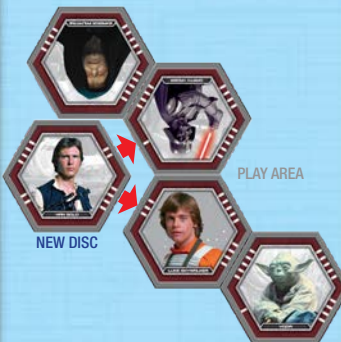 PLAY AREA
HAN SOLO
NEW DISC
LUKE SKYWALKER
YODA